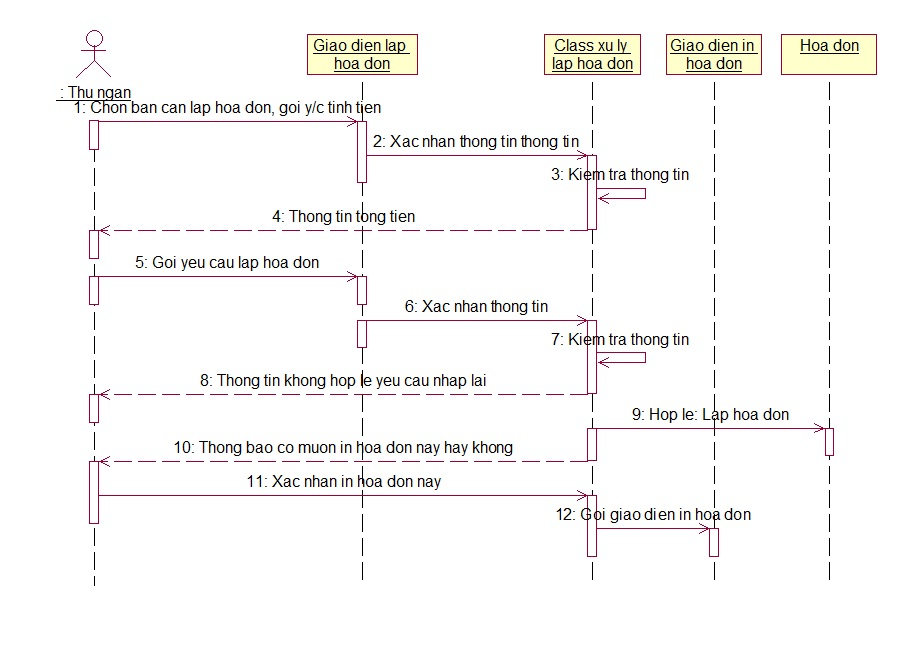 Giao dien lap
hoa don
Class xu ly
lap hoa don
Giao dien in
hoa don
Hoa don
: Thu ngan
1: Chon ban can lap hoa don, goi y/c tinh tien
2: Xac nhan thong tin thong tin
3: Kiem tra thong tin
4: Thong tin tong tien
5: Goi yeu cau lap hoa don
6: Xac nhan thong tin
7: Kiem tra thong tin
8: Thong tin khong hop le yeu cau nhap lai
9: Hop le: Lap hoa don
10: Thong bao co muon in hoa don nay hay khong
11: Xac nhan in hoa don nay
12: Goi giao dien in hoa don